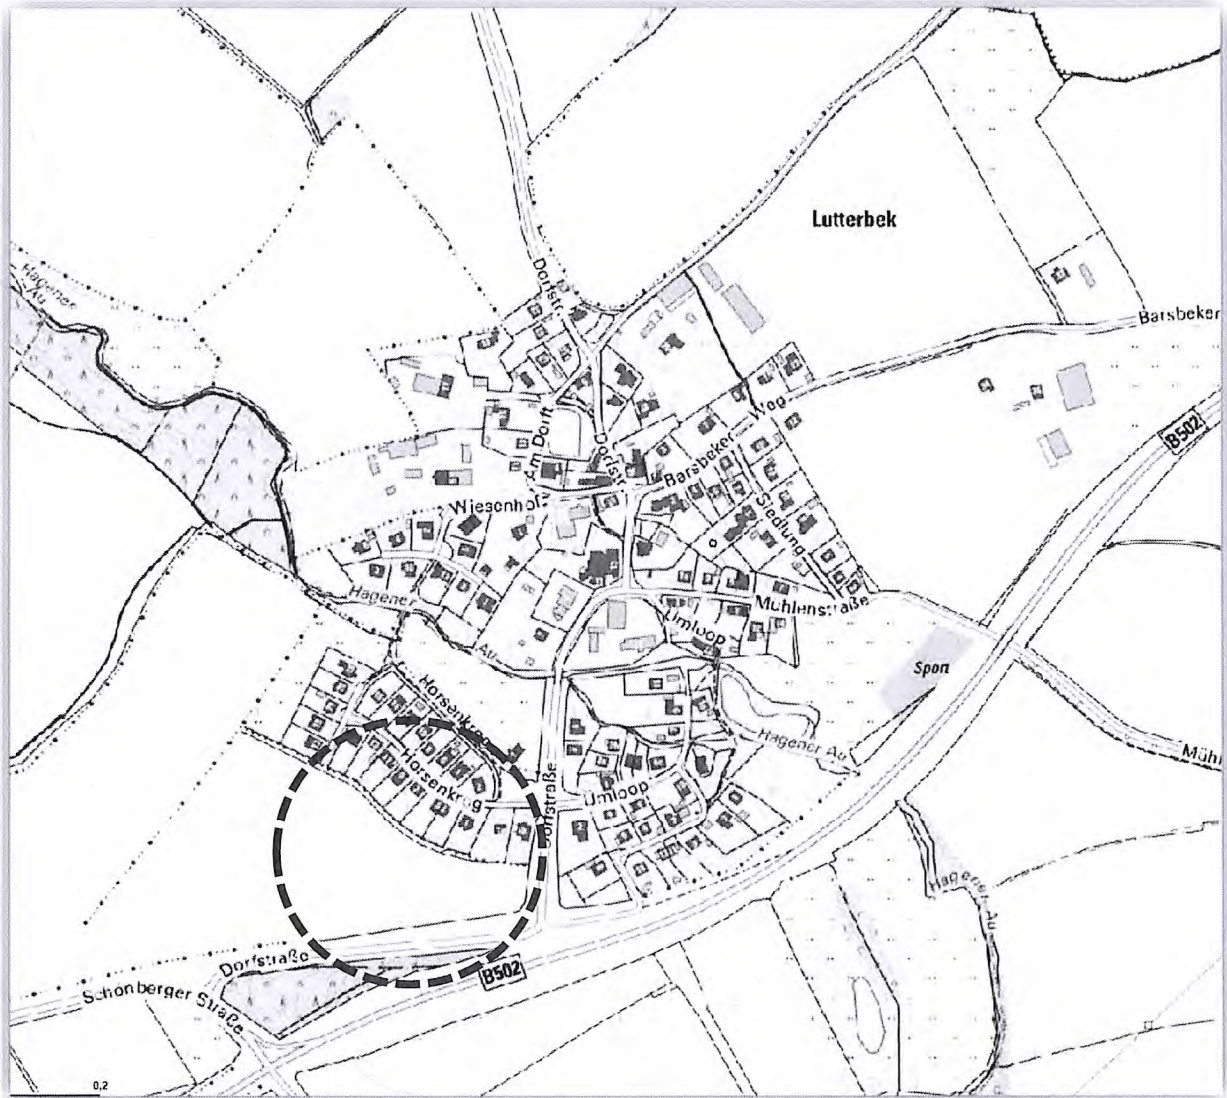 Lutterbek
Dorfstr.
Hagener Au
Barsbeker
B502
Am Dorft
Dorfstr.
Barsbeker Weg
Wiesenhof
Siedlung
Hagener
Au
Mühlenstraße
Umloop
Sport
Horsenkrog
Horsenkrog
Hagener Au
Mühl
Dorfstraße
Umloop
Hagener Au
Dorfstraße
B502
Schönberger Straße
0,2